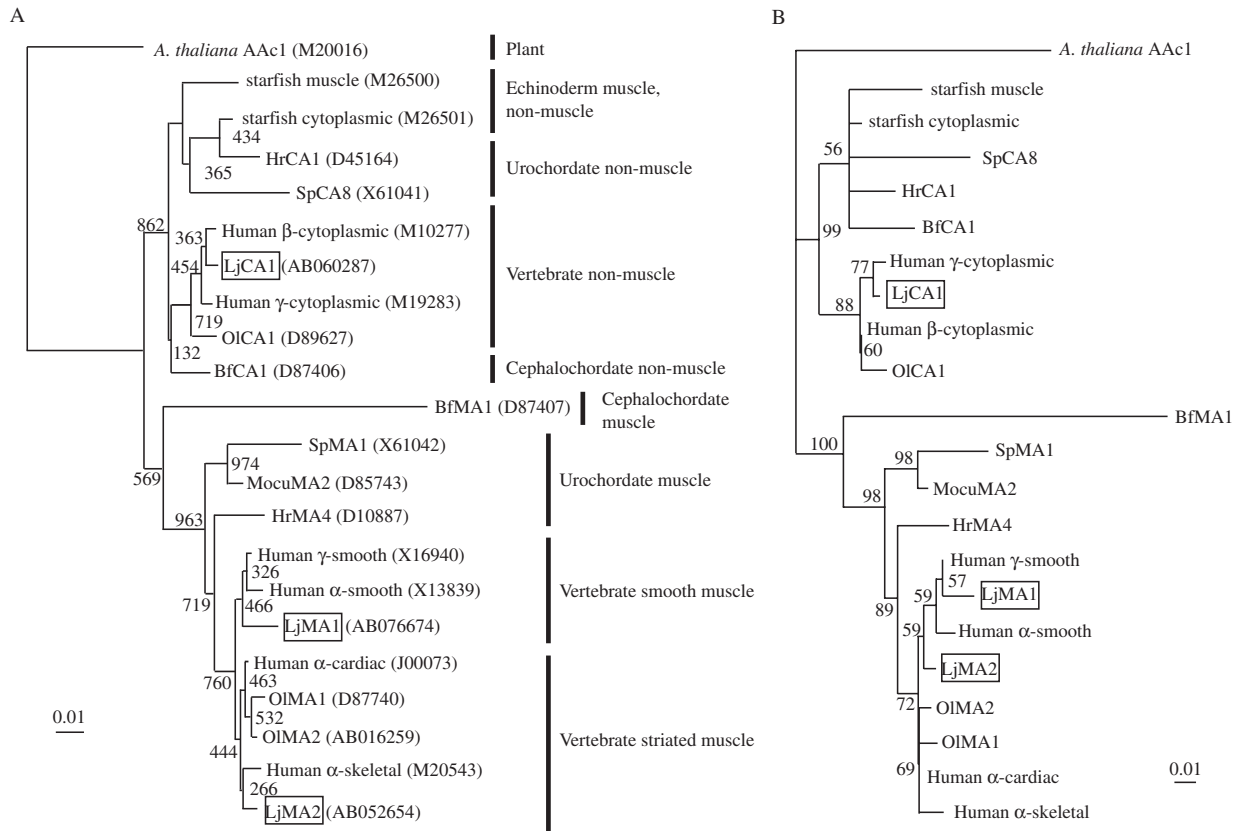 A
A. thaliana AAc1 (M20016)
Plant
starfish muscle (M26500)
Echinoderm muscle,
non-muscle
starfish cytoplasmic (M26501)
434
HrCA1 (D45164)
365
Urochordate non-muscle
SpCA8 (X61041)
862
Human β-cytoplasmic (M10277)
363
LjCA1 (AB060287)
454
Vertebrate non-muscle
Human γ-cytoplasmic (M19283)
719
OlCA1 (D89627)
132
BfCA1 (D87406)
Cephalochordate non-muscle
BfMA1 (D87407)
Cephalochordate
muscle
569
SpMA1 (X61042)
974
MocuMA2 (D85743)
Urochordate muscle
963
HrMA4 (D10887)
Human γ-smooth (X16940)
326
Human α-smooth (X13839)
Vertebrate smooth muscle
719
466
LjMA1 (AB076674)
Human α-cardiac (J00073)
760
463
OlMA1 (D87740)
532
OlMA2 (AB016259)
Vertebrate striated muscle
444
Human α-skeletal (M20543)
266
LjMA2 (AB052654)
0.01
B
A. thaliana AAc1
starfish muscle
starfish cytoplasmic
56
SpCA8
HrCA1
BfCA1
99
Human γ-cytoplasmic
77
LjCA1
88
Human β-cytoplasmic
60
OlCA1
BfMA1
100
SpMA1
98
MocuMA2
98
HrMA4
Human γ-smooth
57
LjMA1
59
89
Human α-smooth
59
LjMA2
72
OlMA2
OlMA1
69
Human α-cardiac
Human α-skeletal
0.01